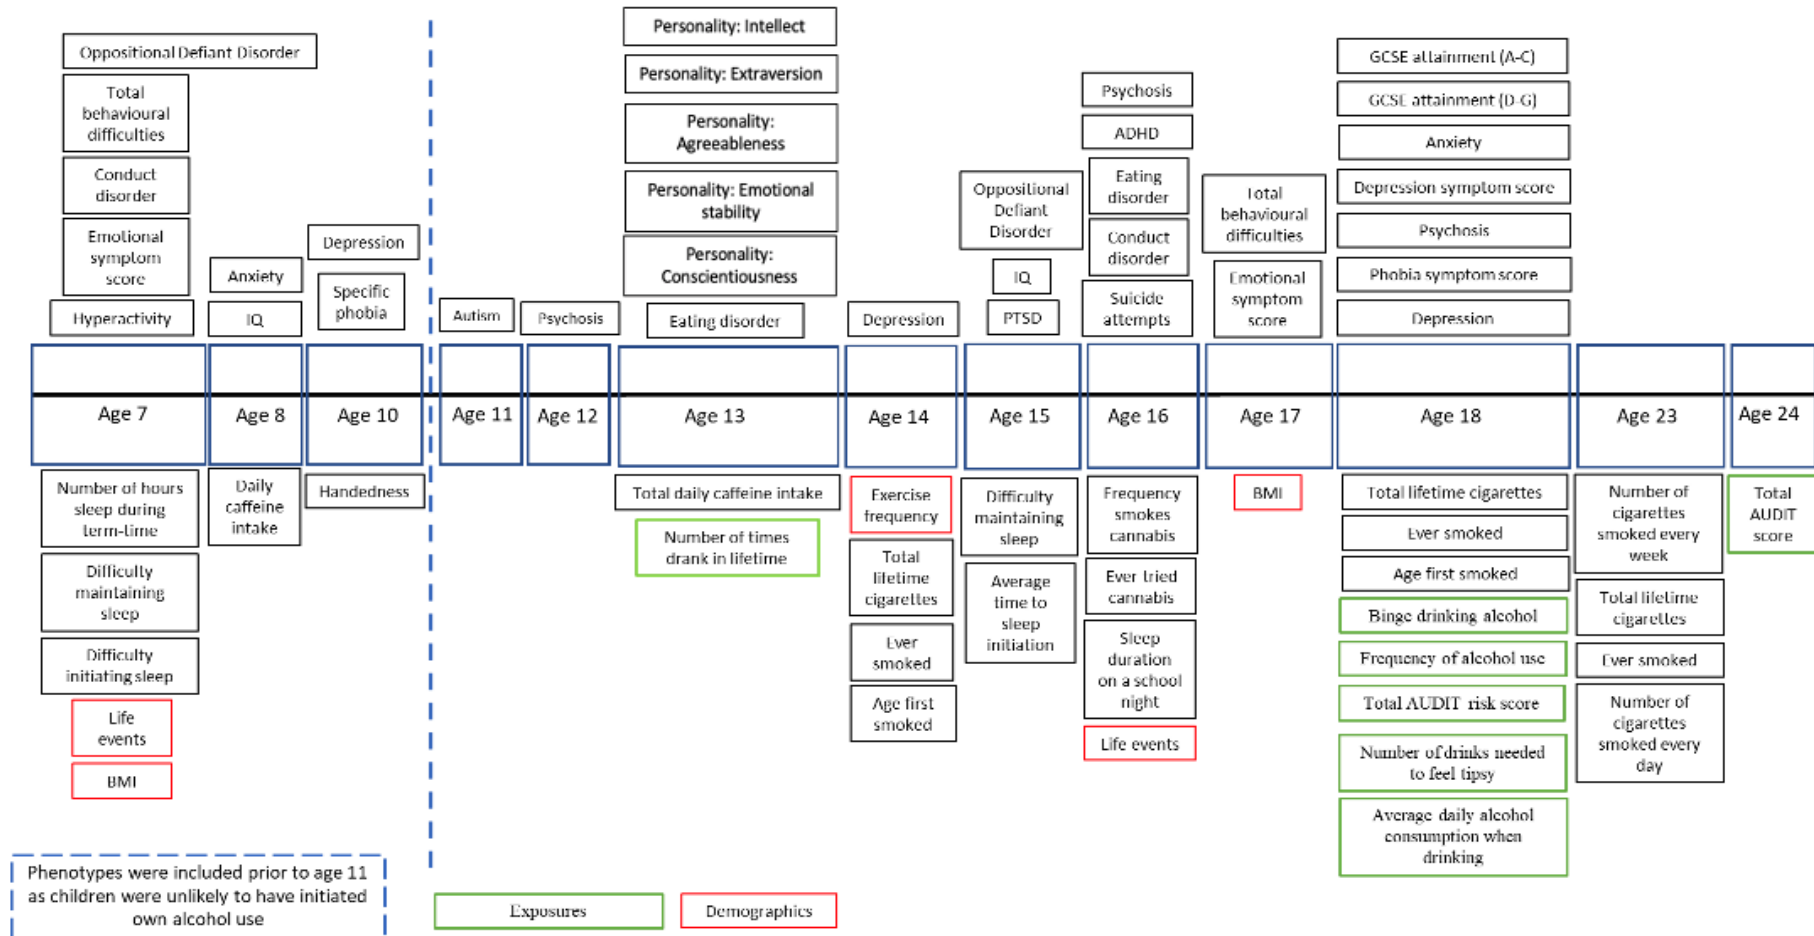 Oppositional Defiant Disorder
Total
behavioural
difficulties
Conduct
disorder
Emotional
symptom
score
Hyperactivity
Anxiety
IQ
Depression
Specific
phobia
Autism
Psychosis
Personality: Intellect
Personality: Extraversion
Personality:
Agreeableness
Personality: Emotional
stability
Personality:
Conscientiousness
Eating disorder
Depression
Oppositional
Defiant
Disorder
IQ
PTSD
Psychosis
ADHD
Eating
disorder
Conduct
disorder
Suicide
attempts
Total
behavioural
difficulties
Emotional
symptom
score
GCSE attainment (A-C)
GCSE attainment (D-G)
Anxiety
Depression symptom score
Psychosis
Phobia symptom score
Depression
Age 7
Age 8
Age 10
Age 11
Age 12
Age 13
Age 14
Age 15
Age 16
Age 17
Age 18
Age 23
Age 24
Number of hours
sleep during
term-time
Difficulty
maintaining
sleep
Difficulty
initiating sleep
Life
events
BMI
Daily
caffeine
intake
Handedness
Total daily caffeine intake
Number of times
drank in lifetime
Exercise
frequency
Total
lifetime
cigarettes
Ever
smoked
Age first
smoked
Difficulty
maintaining
sleep
Average
time to
sleep
initiation
Frequency
smokes
cannabis
Ever tried
cannabis
Sleep
duration
on a school
night
Life events
BMI
Total lifetime cigarettes
Ever smoked
Age first smoked
Binge drinking alcohol
Frequency of alcohol use
Total AUDIT risk score
Number of drinks needed
to feel tipsy
Average daily alcohol
consumption when
drinking
Number of
cigarettes
smoked every
week
Total lifetime
cigarettes
Ever smoked
Number of
cigarettes
smoked every
day
Total
AUDIT
score
Phenotypes were included prior to age 11
as children were unlikely to have initiated
own alcohol use
Exposures
Demographics